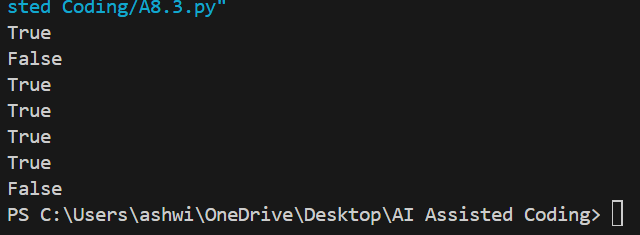 sted Coding/A8.3.py"
True
False
True
True
True
True
False
PS C:\Users\ashwi\OneDrive\Desktop\AI Assisted Coding>